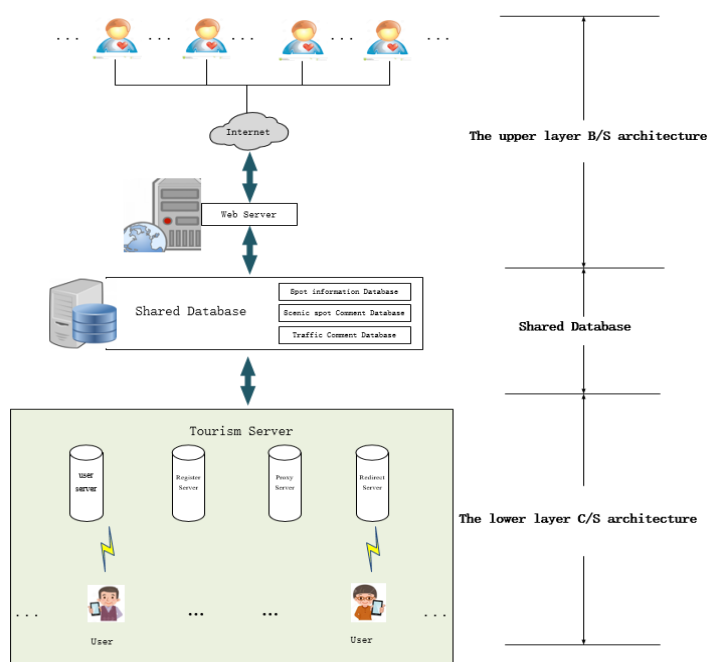 ... ... ... ...
Internet
The upper layer B/S architecture
Web Server
Shared Database
Spot information Database
Scenic spot Comment Database
Traffic Comment Database
Shared Database
Tourism Server
user
server
Register
Server
Proxy
Server
Redirect
Server
The lower layer C/S architecture
... ... ... ...
User
User